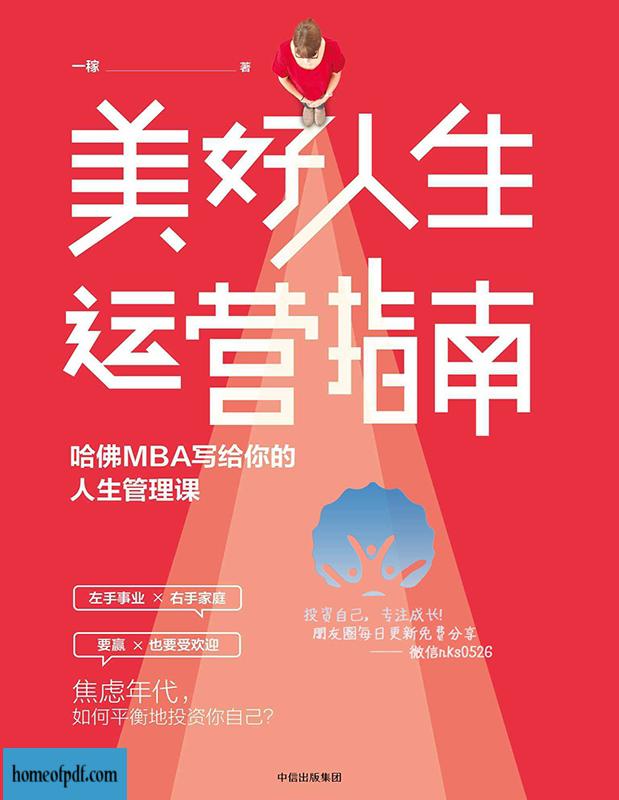 一稼 著
美好人生
运营指南
哈佛MBA写给你的
人生管理课
投资自己，专注成长!
朋友圈每日更新免费分享
—— 微信nks0526
左手事业 × 右手家庭
要赢 × 也要受欢迎
焦虑年代，
如何平衡地投资你自己?
homeofpdf.com
中信出版集团